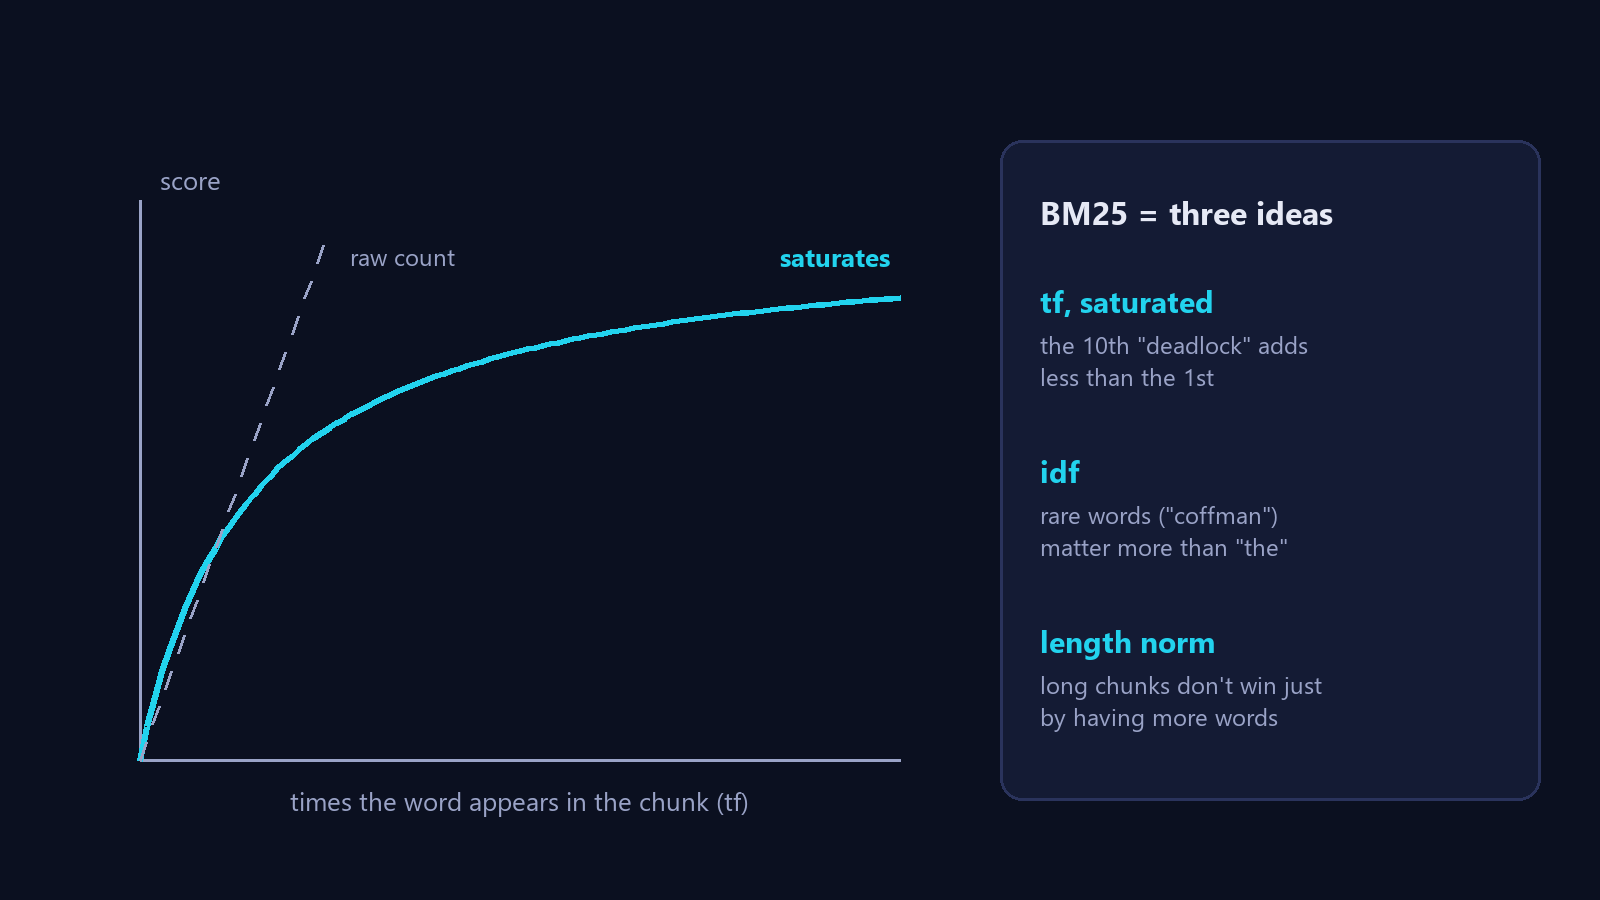 score
raw count
saturates
times the word appears in the chunk (tf)
BM25 = three ideas
tf, saturated
the 10th "deadlock" adds
less than the 1st
idf
rare words ("coffman")
matter more than "the"
length norm
long chunks don't win just
by having more words